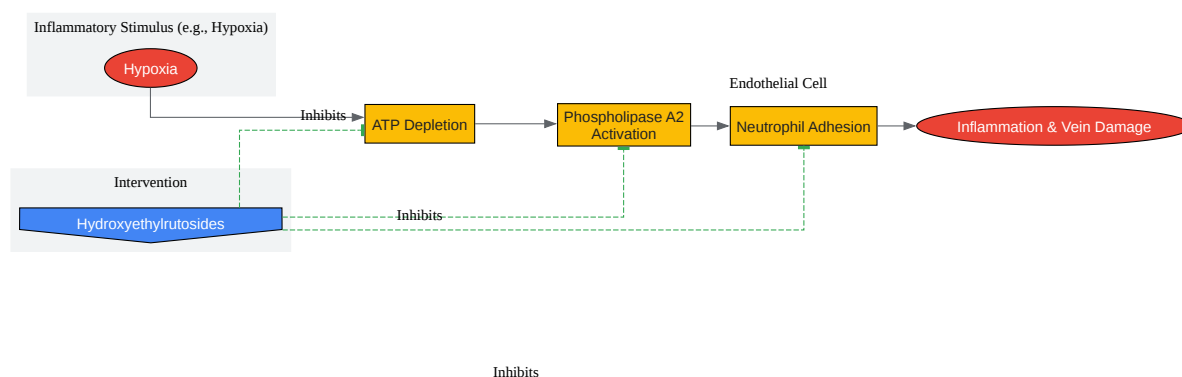 Inflammatory Stimulus (e.g., Hypoxia)
Hypoxia
Endothelial Cell
Inhibits
ATP Depletion
Phospholipase A2
Activation
Neutrophil Adhesion
Inflammation & Vein Damage
Intervention
Hydroxyethylrutosides
Inhibits
Inhibits